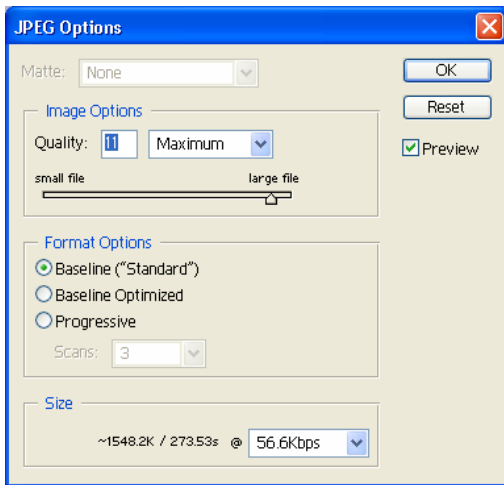 JPEG Options
Matte: None
OK
Image Options
Reset
Quality: 11 Maximum
Preview
small file large file
Format Options
Baseline ("Standard")
Baseline Optimized
Progressive
Scans: 3
Size
~1548.2K / 273.53s @ 56.6Kbps